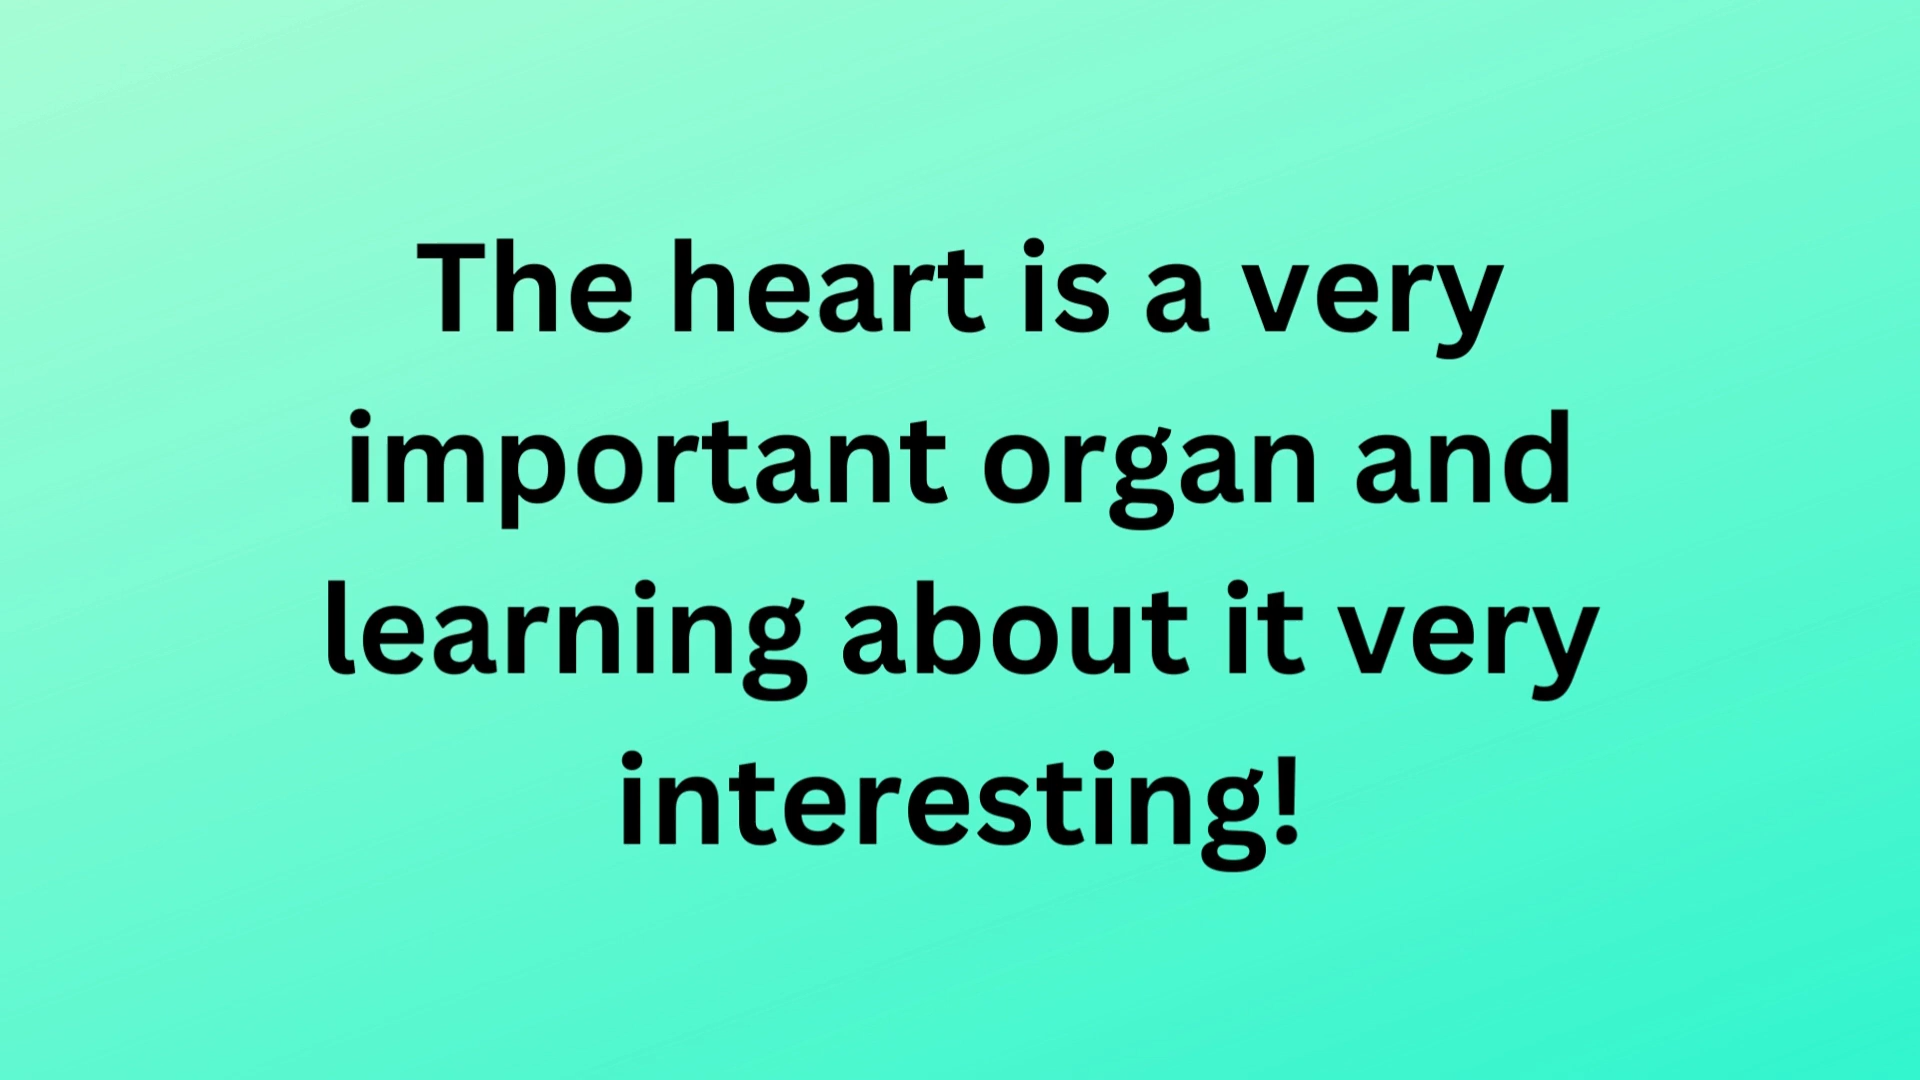 The heart is a very
important organ and
learning about it very
interesting!